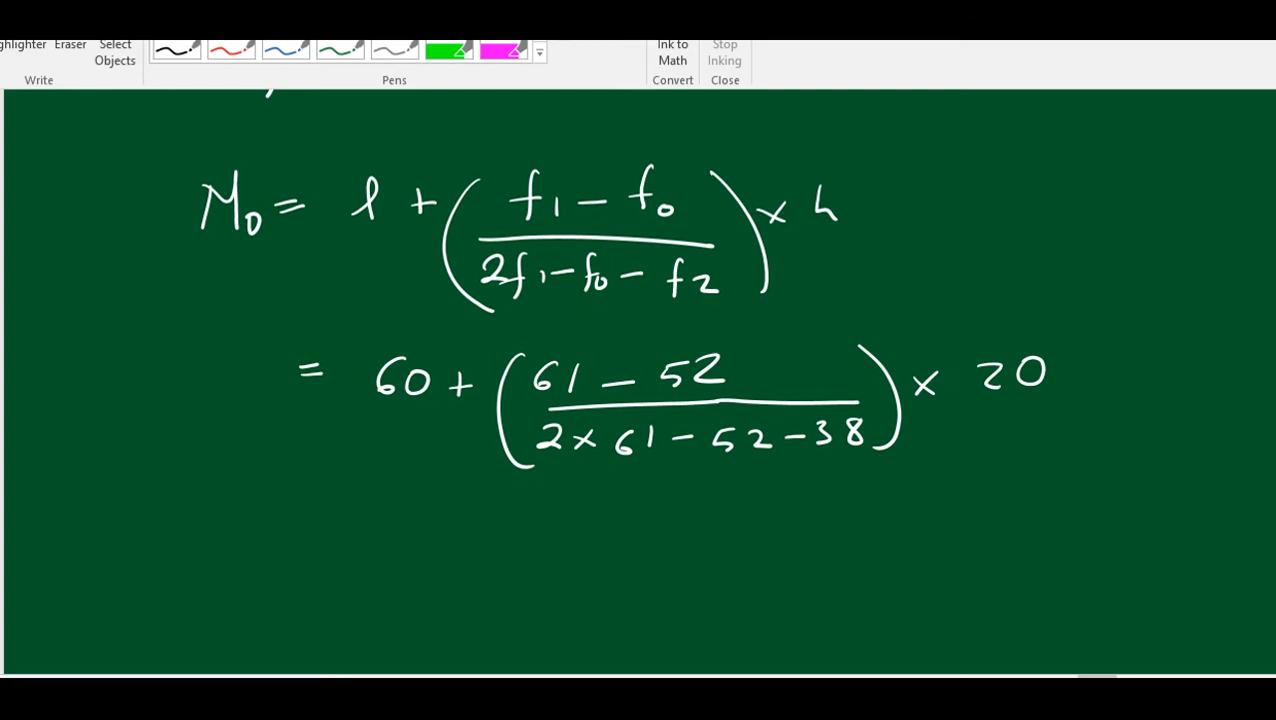 ghlighter Eraser Select Objects
Ink to Math
Stop Inking
Write
Pens
Convert
Close
M₀ = l + ( f₁ - f₀ / 2f₁ - f₀ - f₂ ) × h
= 60 + ( 61 - 52 / 2 × 61 - 52 - 38 ) × 20